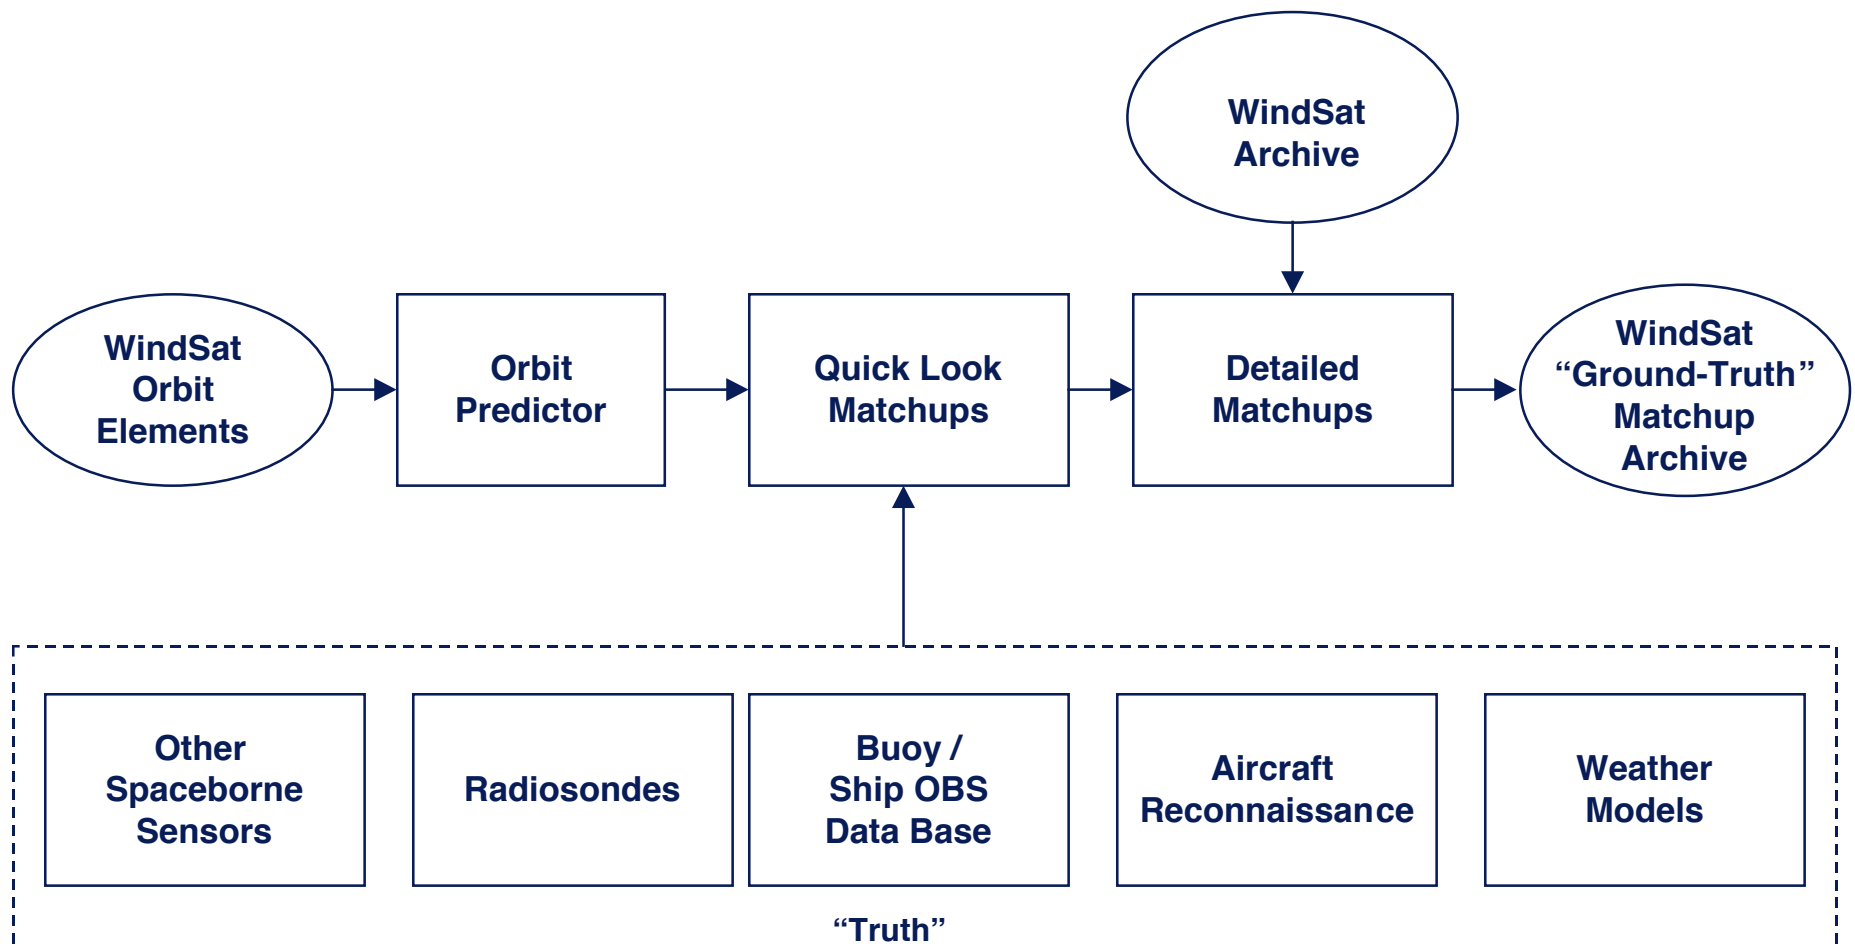 WindSat
Archive
WindSat
Orbit
Elements
Orbit
Predictor
Quick Look
Matchups
Detailed
Matchups
WindSat
“Ground-Truth”
Matchup
Archive
Other
Spaceborne
Sensors
Radiosondes
Buoy /
Ship OBS
Data Base
Aircraft
Reconnaissance
Weather
Models
“Truth”